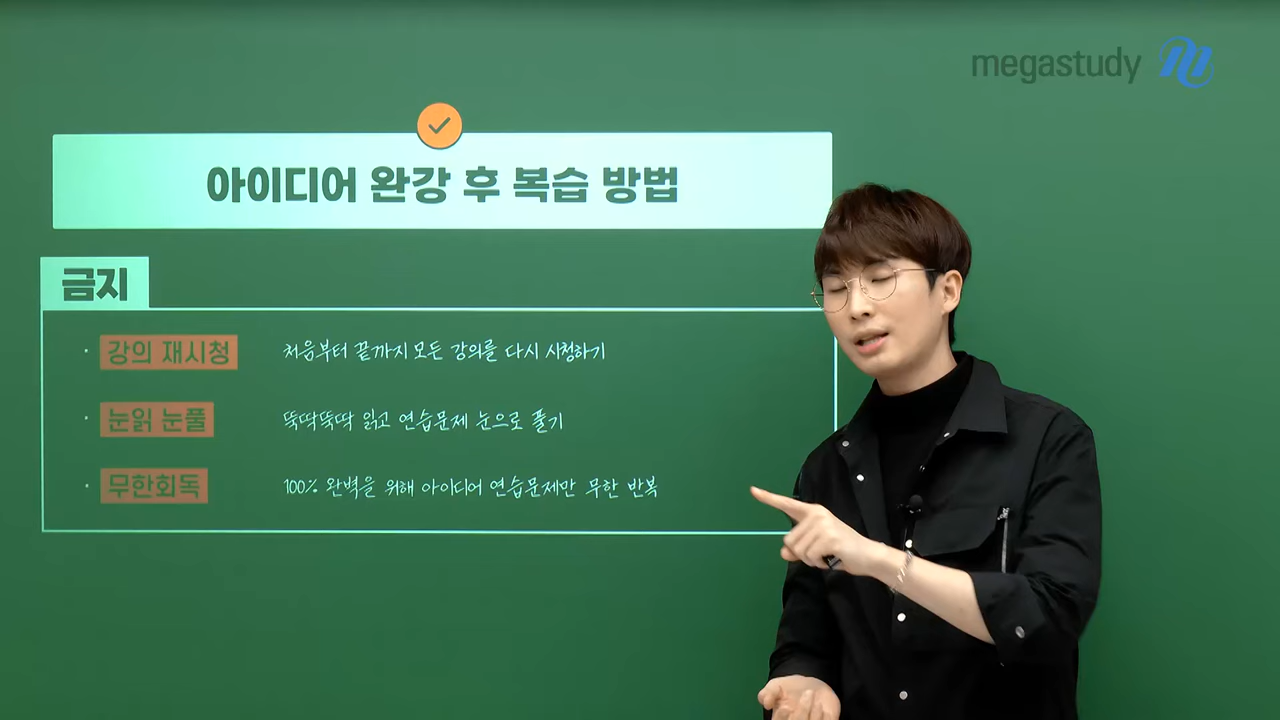 megastudy
아이디어 완강 후 복습 방법
금지
· 강의 재시청 처음부터 끝까지 모든 강의를 다시 시청하기
· 눈읽 눈풀 뚝딱뚝딱 읽고 연습문제 눈으로 풀기
· 무한회독 100% 완벽을 위해 아이디어 연습문제만 무한 반복